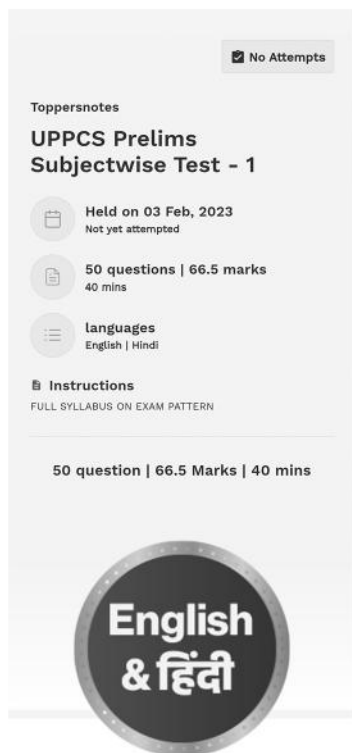 No Attempts
Toppersnotes
UPPCS Prelims
Subjectwise Test - 1
Held on 03 Feb, 2023
Not yet attempted
50 questions | 66.5 marks
40 mins
languages
English | Hindi
Instructions
FULL SYLLABUS ON EXAM PATTERN
50 question | 66.5 Marks | 40 mins
English
& हिंदी